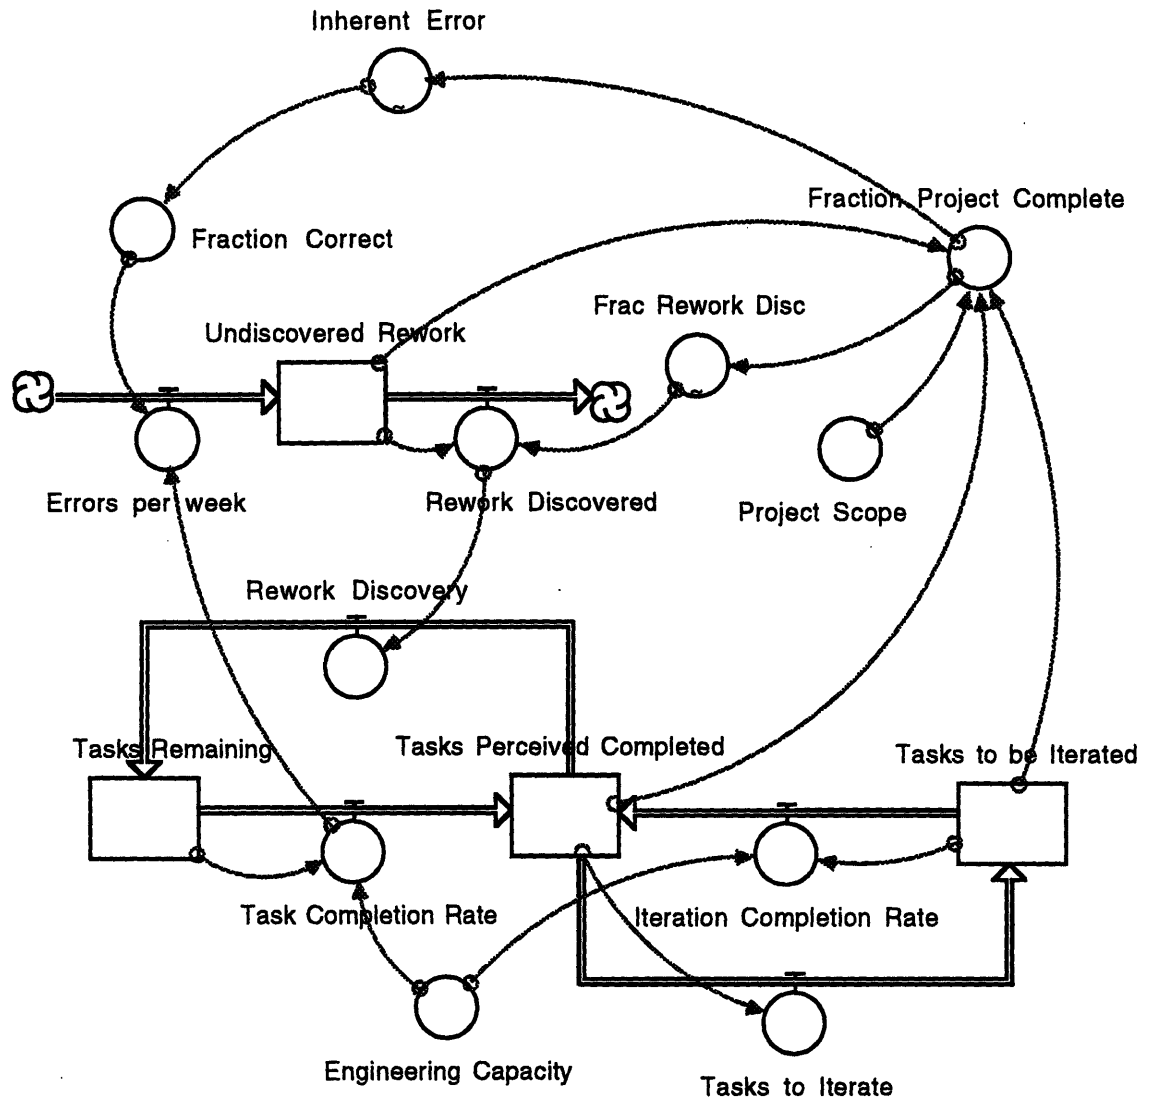 Inherent Error
Fraction Project Complete
Fraction Correct
Frac Rework Disc
Undiscovered Rework
Errors per week
Rework Discovered
Project Scope
Rework Discovery
Tasks Remaining
Tasks Perceived Completed
Tasks to be Iterated
Task Completion Rate
Iteration Completion Rate
Engineering Capacity
Tasks to Iterate